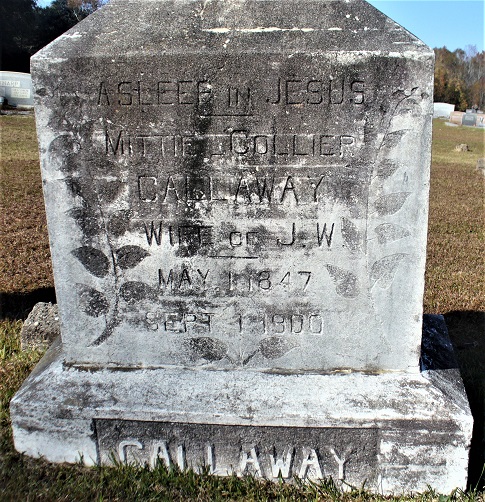 ASLEEP IN JESUS
MITTIE COLLIER
CALLAWAY
WIFE OF J. W.
MAY 1, 1847
SEPT 1, 1900
CALLAWAY